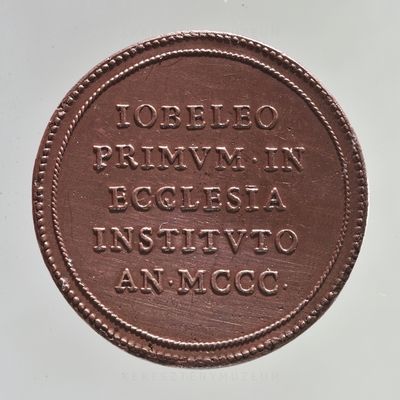 IOBELEO
PRIMVM·IN
ECCLESIA
INSTITVTO
AN·MCCC·